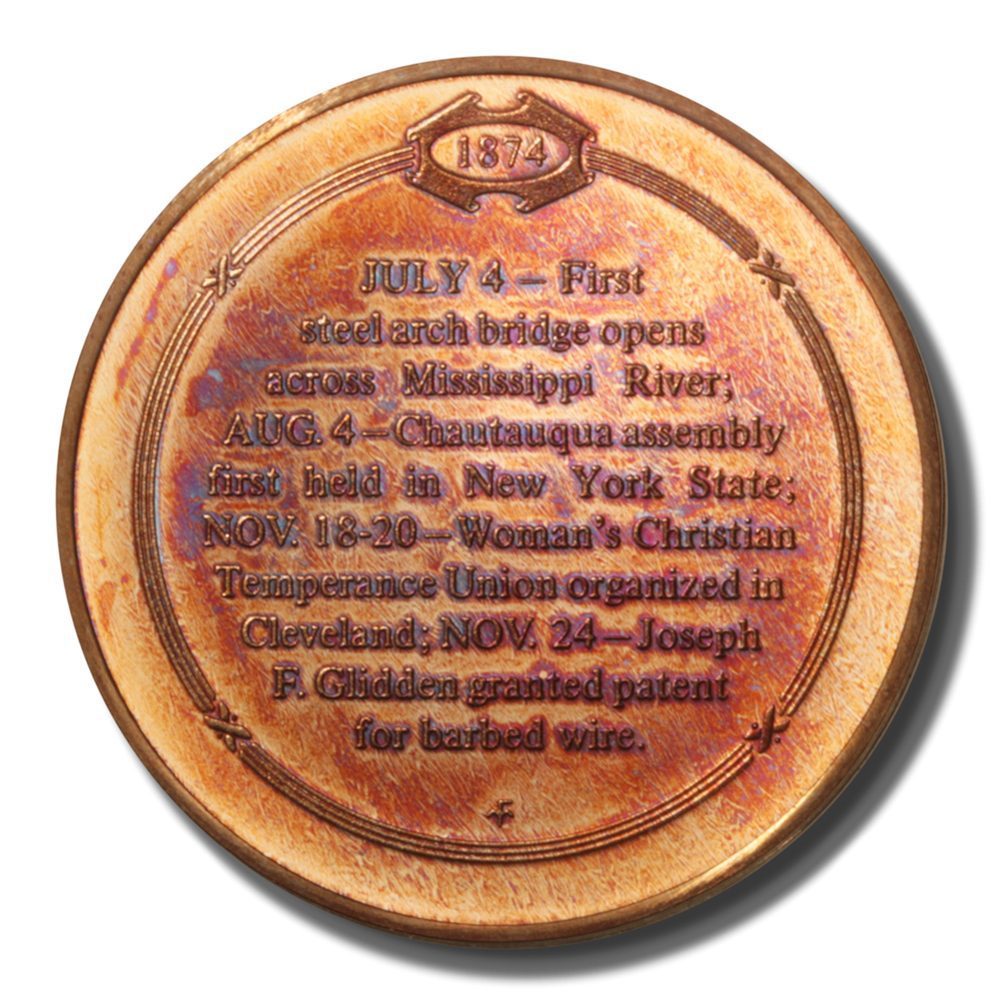 1874
JULY 4 – First
steel arch bridge opens
across Mississippi River;
AUG. 4 – Chautauqua assembly
first held in New York State;
NOV. 18-20 – Woman's Christian
Temperance Union organized in
Cleveland; NOV. 24 – Joseph
F. Glidden granted patent
for barbed wire.